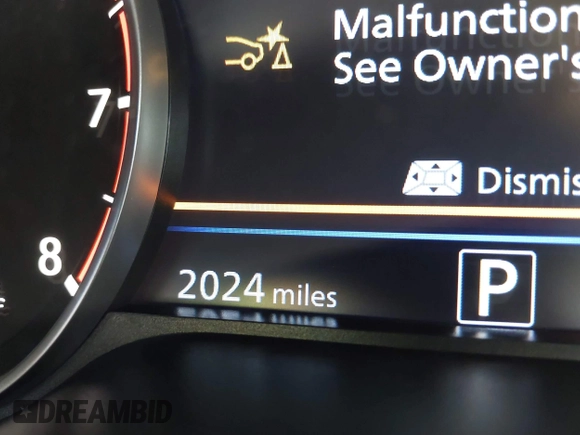 Malfunction
See Owner's
7
Dismis
8
2024 miles
P
F
DREAMBID